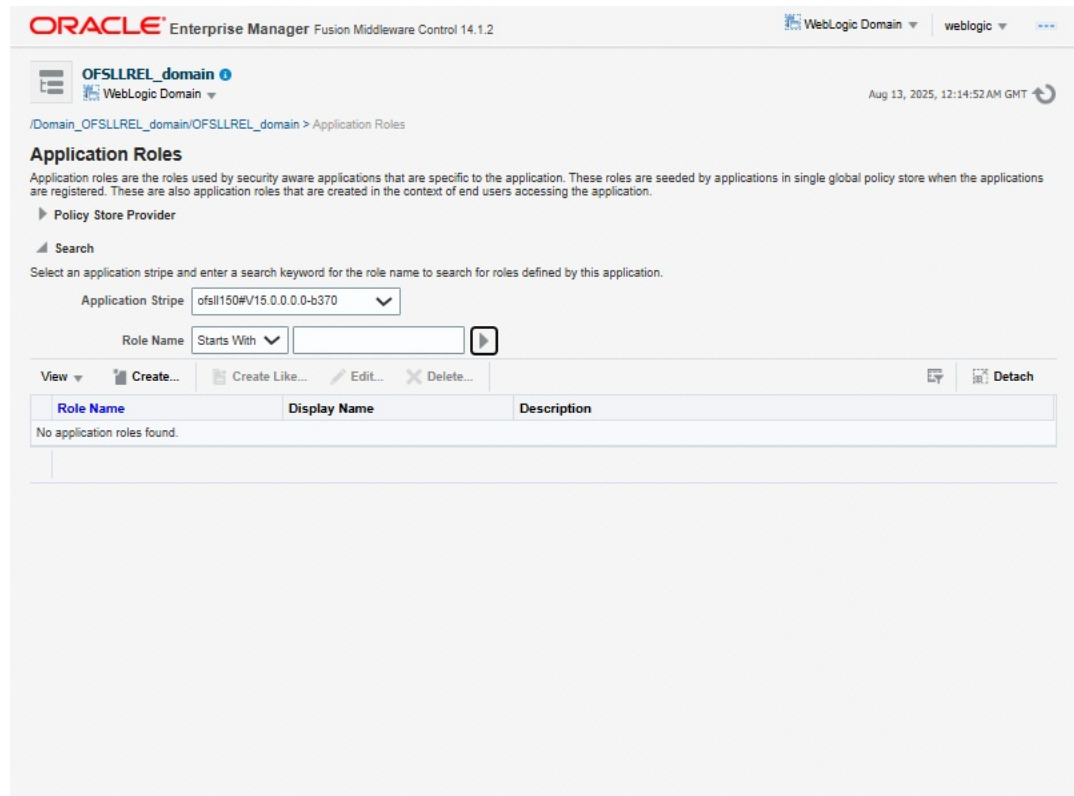 ORACLE Enterprise Manager Fusion Middleware Control 14.1.2
WebLogic Domain weblogic
OFSLLREL_domain
WebLogic Domain
Aug 13, 2025, 12:14:52 AM GMT
/Domain_OFSLLREL_domain/OFSLLREL_domain > Application Roles
Application Roles
Application roles are the roles used by security aware applications that are specific to the application. These roles are seeded by applications in single global policy store when the applications
are registered. These are also application roles that are created in the context of end users accessing the application.
Policy Store Provider
Search
Select an application stripe and enter a search keyword for the role name to search for roles defined by this application.
Application Stripe ofsll150#V15.0.0.0.0-b370
Role Name Starts With
View Create... Create Like... Edit... Delete... Detach
Role Name Display Name Description
No application roles found.